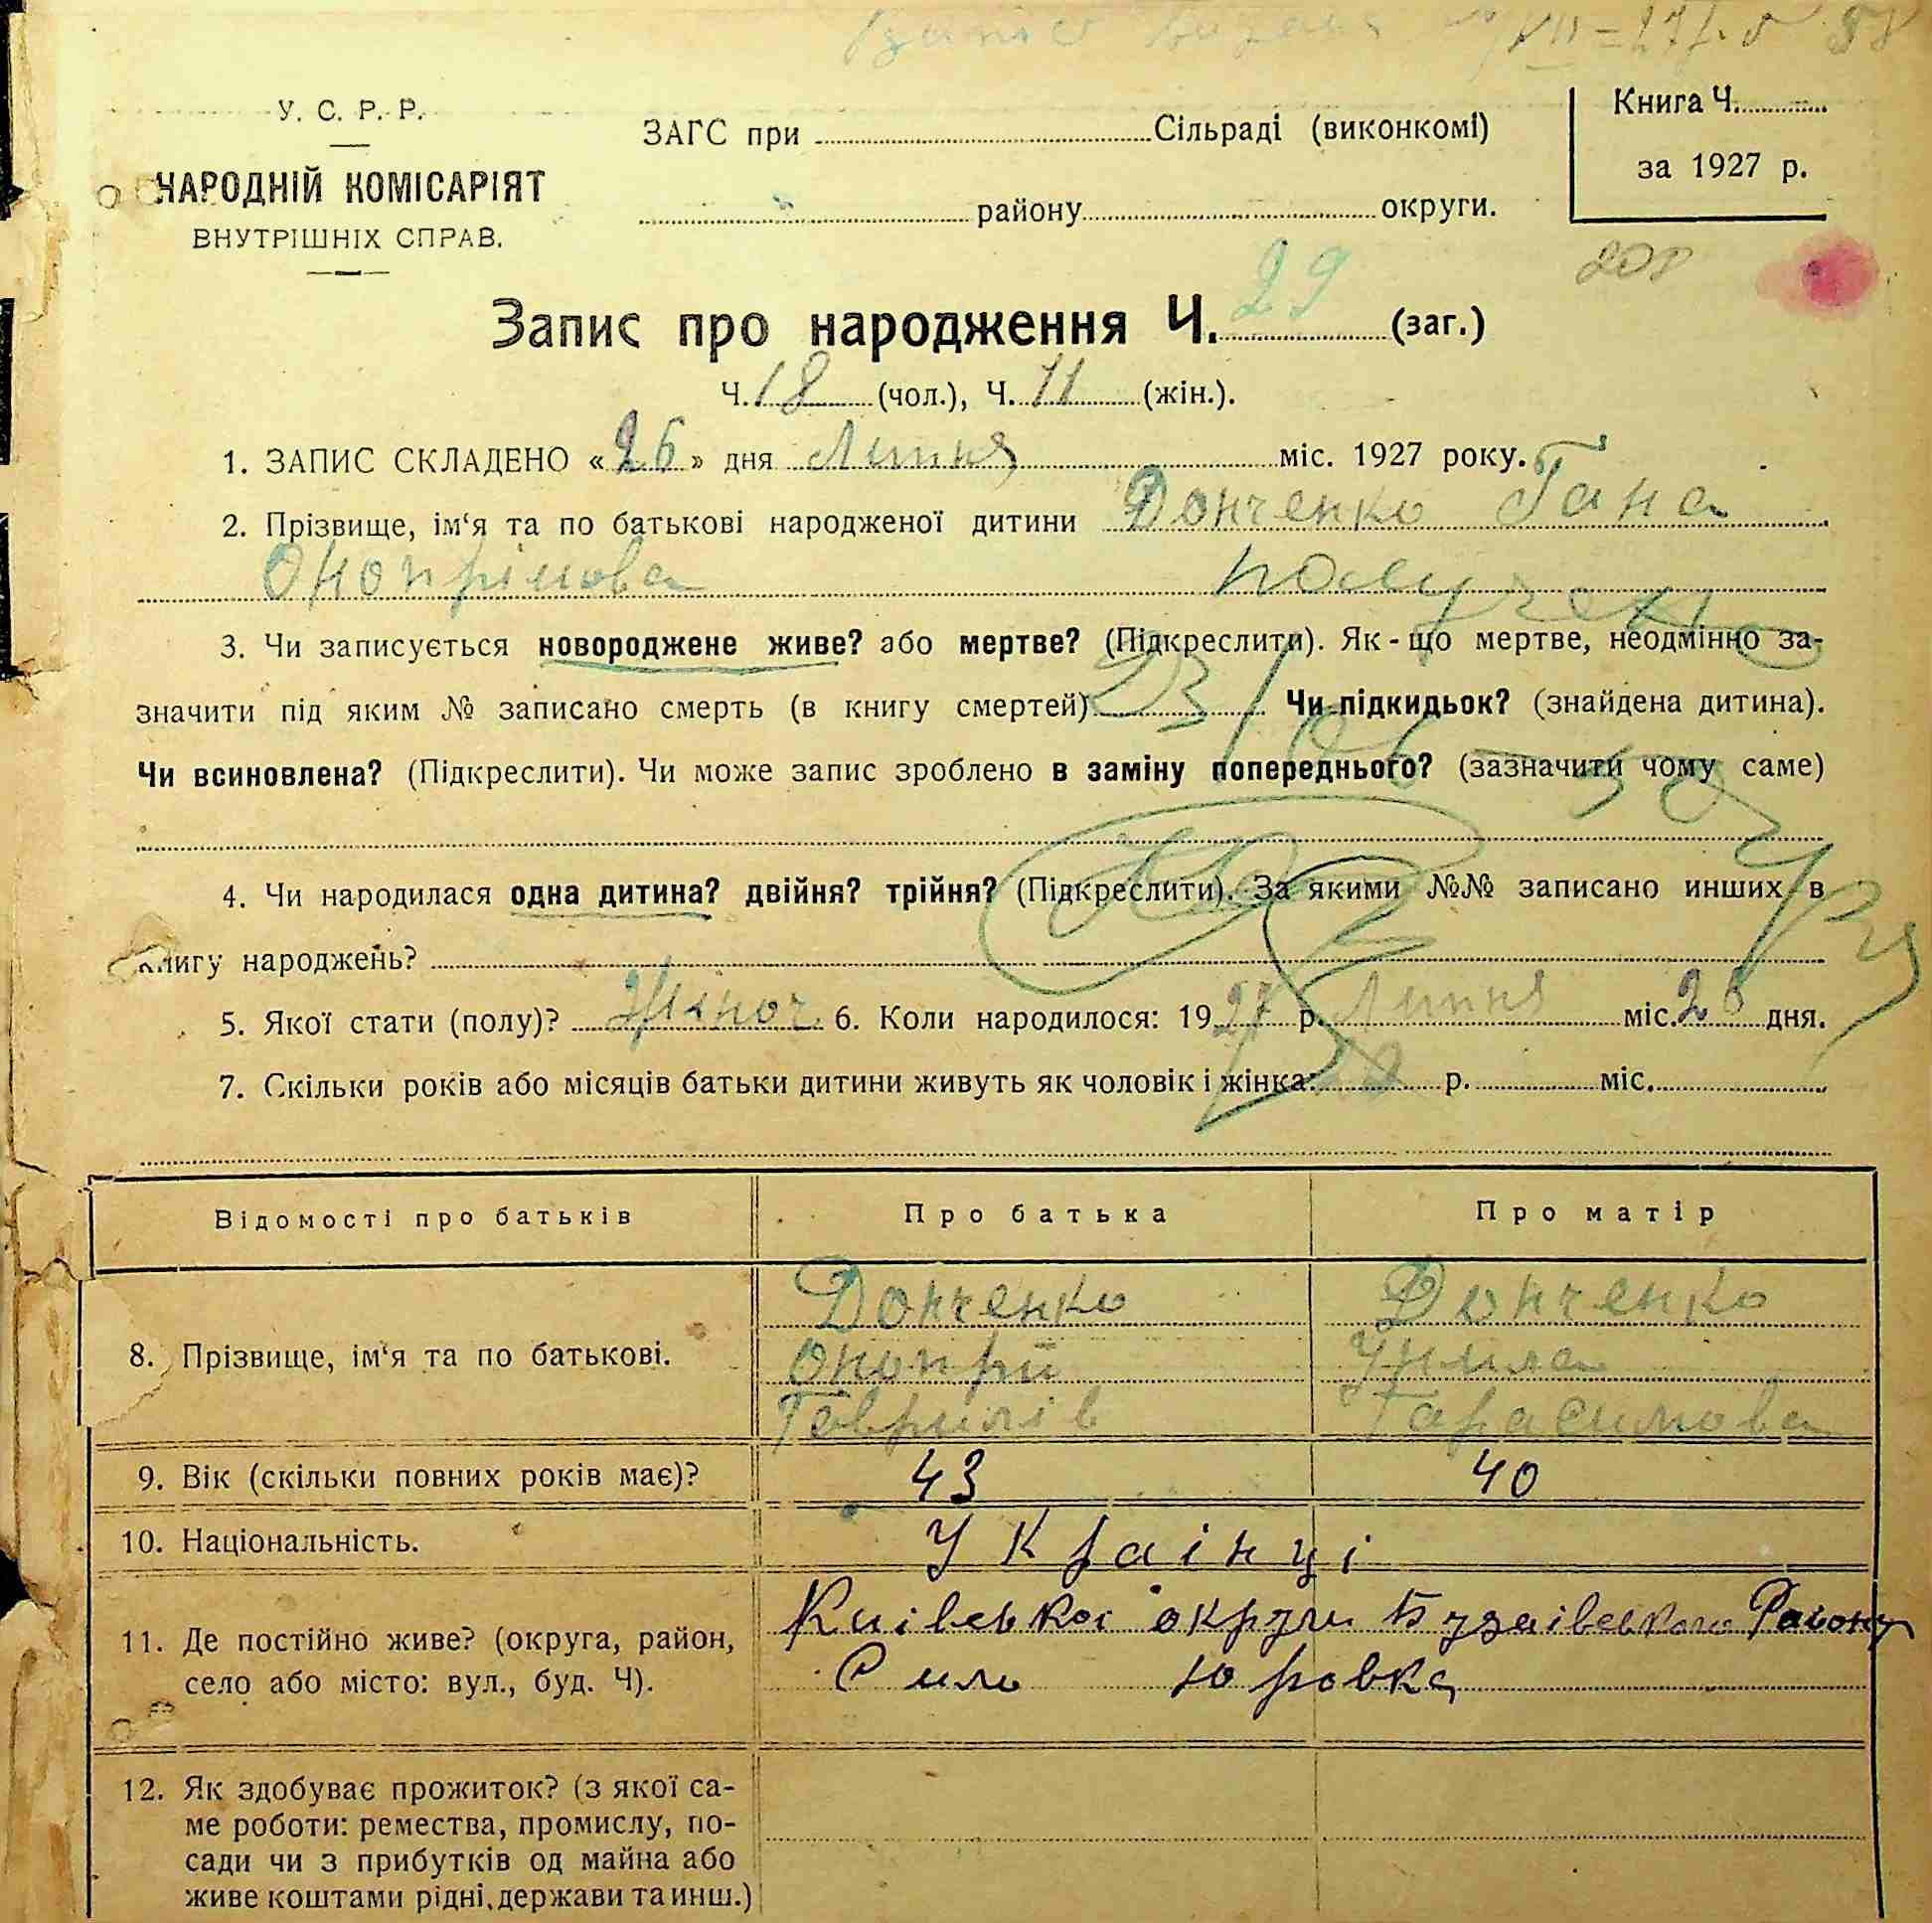 У. С. Р. Р.
НАРОДНІЙ КОМІСАРІЯТ
ВНУТРІШНІХ СПРАВ.
ЗАГС при Сільраді (виконкомі)
району округи.
Книга Ч.
за 1927 р.
Запис про народження Ч. 29 (заг.)
Ч. 18 (чол.), Ч. 11 (жін.).
1. ЗАПИС СКЛАДЕНО «26» дня Липня міс. 1927 року.
2. Прізвище, ім‘я та по батькові народженої дитини Донченко Гана
Онопрімова
3. Чи записується новороджене живе? або мертве? (Підкреслити). Як-що мертве, неодмінно за-
значити під яким № записано смерть (в книгу смертей) Чи підкидьок? (знайдена дитина).
Чи всиновлена? (Підкреслити). Чи може запис зроблено в заміну попереднього? (зазначити чому саме)
4. Чи народилася одна дитина? двійня? трійня? (Підкреслити). За якими №№ записано инших в
книгу народжень?
5. Якої стати (полу)? Жіноч. 6. Коли народилося: 1927 р. Липня міс. дня.
7. Скільки років або місяців батьки дитини живуть як чоловік і жінка: р. міс.
Відомості про батьків Про батька Про матір
8. Прізвище, ім‘я та по батькові.
Донченко Донченко
Онопрій Уляна
Гаврилів Гарасимова
9. Вік (скільки повних років має)? 43 40
10. Національність. Українці
11. Де постійно живе? (округа, район,
село або місто: вул., буд. Ч).
Київської округи Бузаівського Району
Село Юровка
12. Як здобуває прожиток? (з якої са-
ме роботи: ремества, промислу, по-
сади чи з прибутків од майна або
живе коштами рідні, держави та инш.)